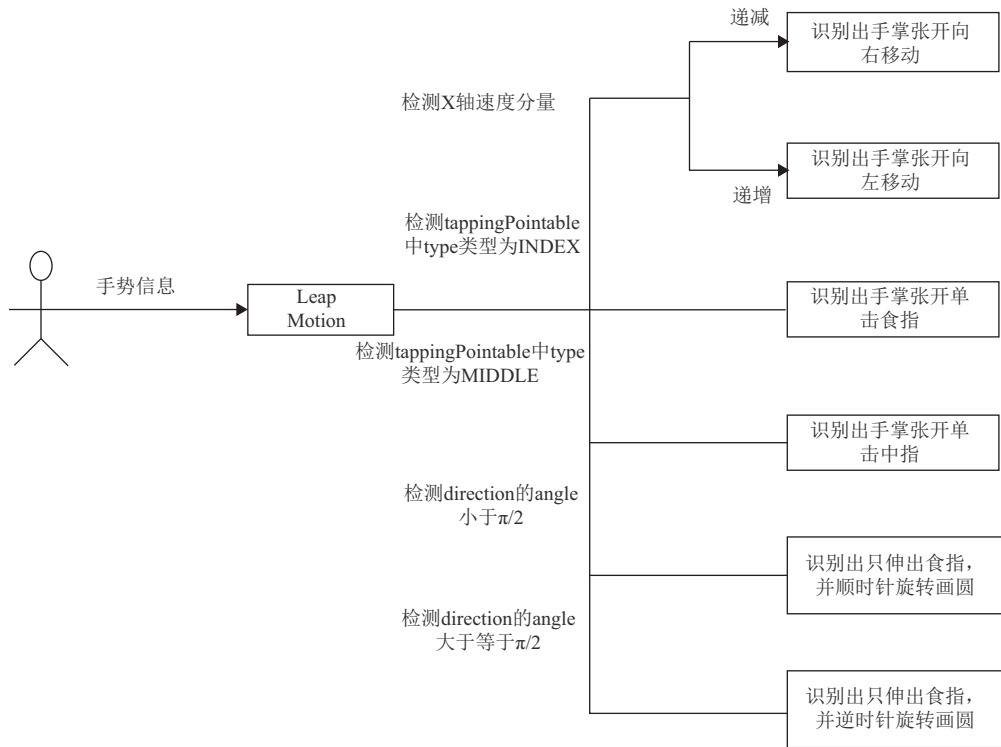 递减
识别出手掌张开向
右移动
检测X轴速度分量
识别出手掌张开向
左移动
递增
检测tappingPointable
中type类型为INDEX
手势信息
Leap
Motion
识别出手掌张开单
击食指
检测tappingPointable中type
类型为MIDDLE
识别出手掌张开单
击中指
检测direction的angle
小于π/2
识别出只伸出食指，
并顺时针旋转画圆
检测direction的angle
大于等于π/2
识别出只伸出食指，
并逆时针旋转画圆